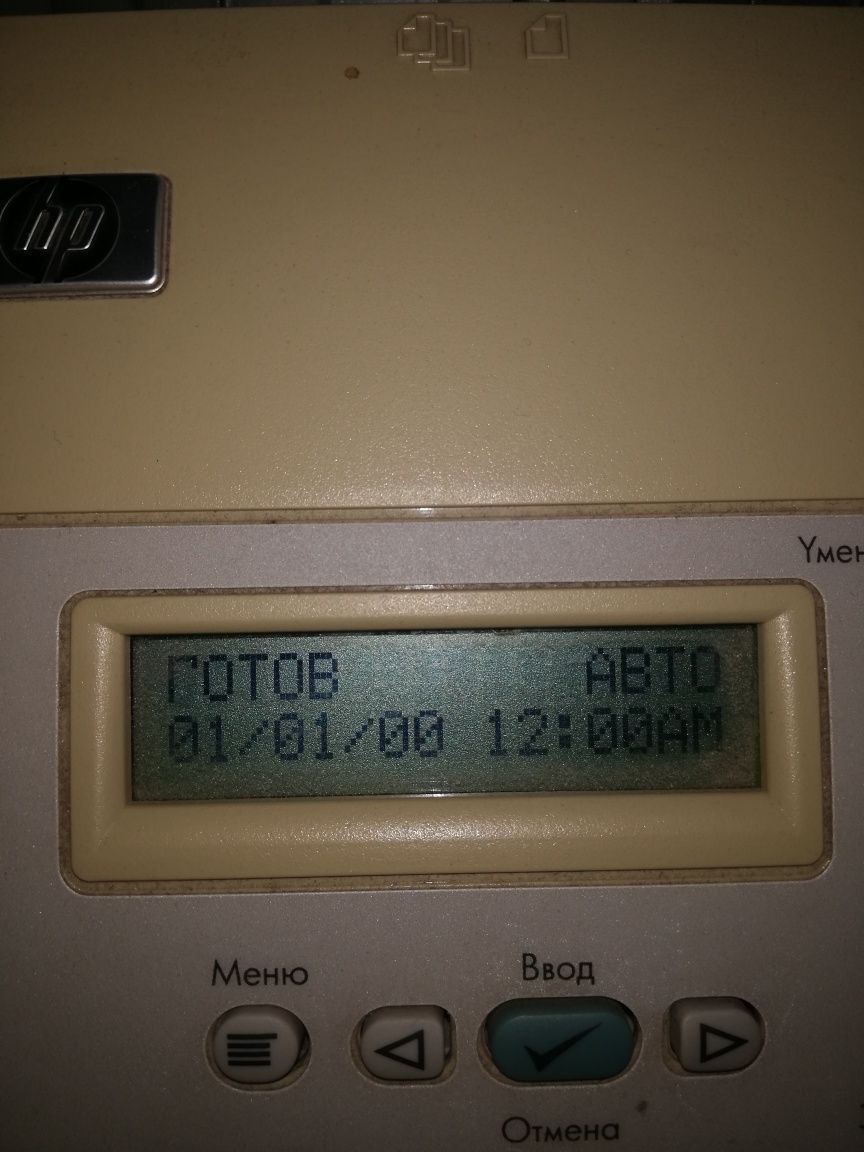 hp
Умен
ГОТОВ АВТО
01/01/00 12:00AM
Меню Ввод
Отмена